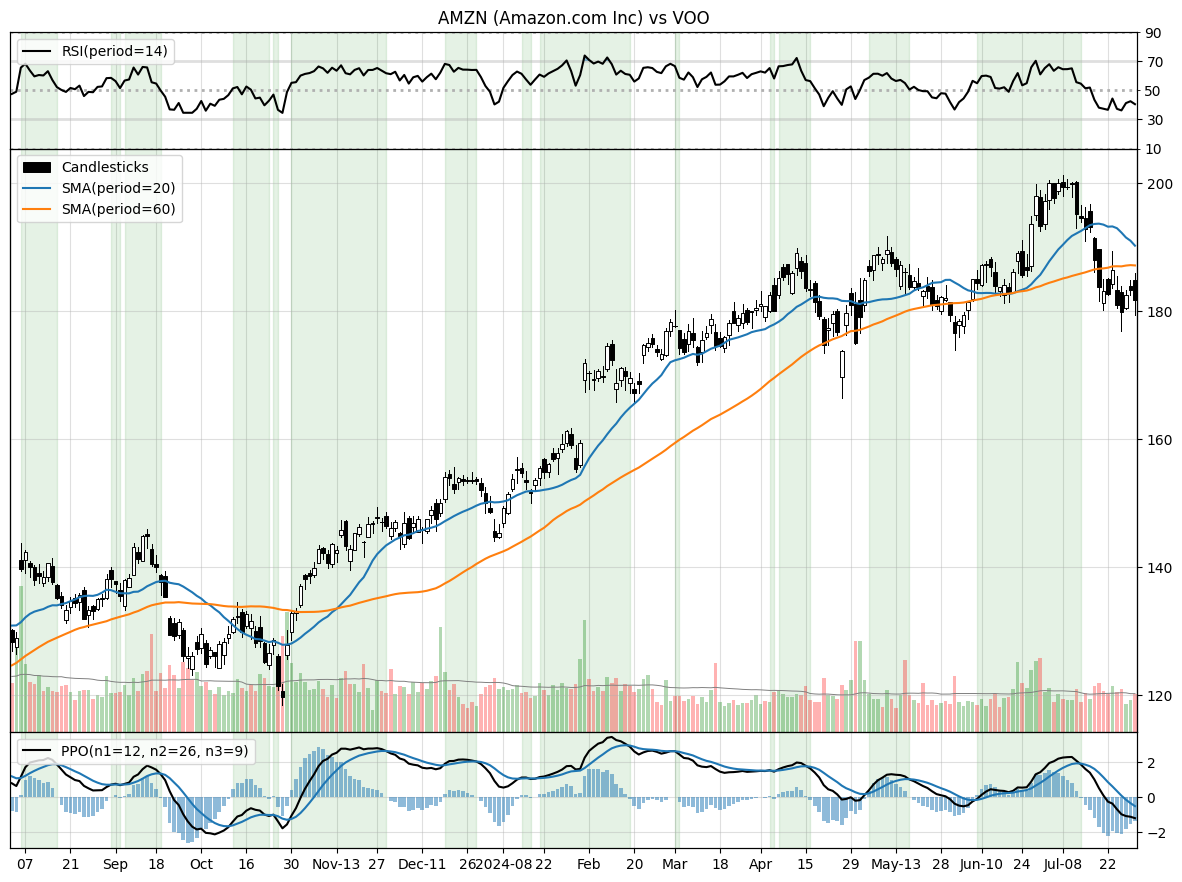 AMZN (Amazon.com Inc) vs VOO
RSI(period=14)
90
70
50
30
10
Candlesticks
SMA(period=20)
SMA(period=60)
200
180
160
140
120
PPO(n1=12, n2=26, n3=9)
2
0
−2
07 21 Sep 18 Oct 16 30 Nov-13 27 Dec-11 26 2024-08 22 Feb 20 Mar 18 Apr 15 29 May-13 28 Jun-10 24 Jul-08 22